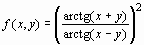 f(x, y) = (arctg(x + y) / arctg(x − y))²